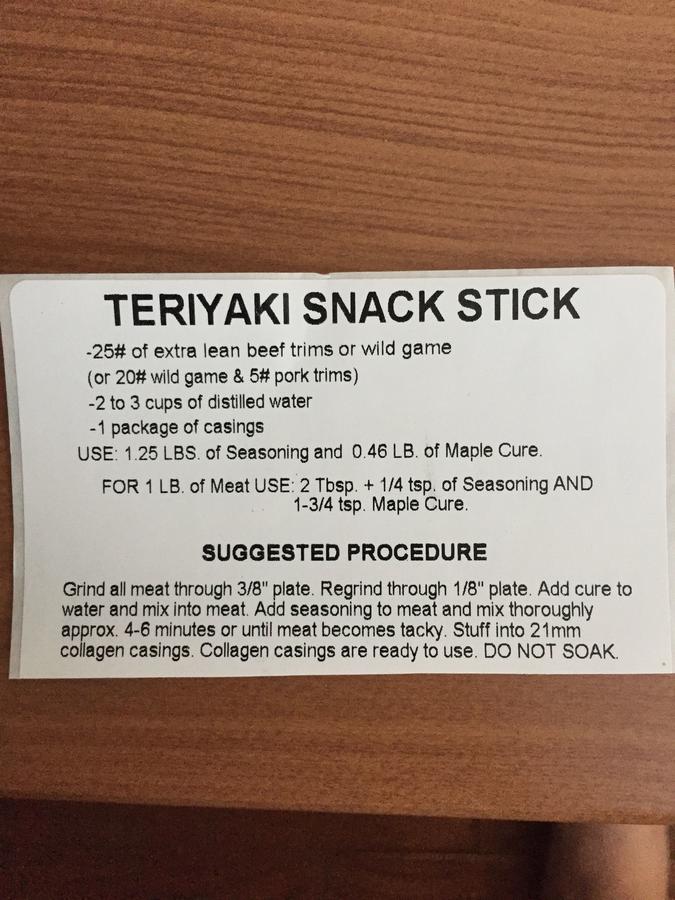 TERIYAKI SNACK STICK
-25# of extra lean beef trims or wild game
(or 20# wild game & 5# pork trims)
-2 to 3 cups of distilled water
-1 package of casings
USE: 1.25 LBS. of Seasoning and 0.46 LB. of Maple Cure.
FOR 1 LB. of Meat USE: 2 Tbsp. + 1/4 tsp. of Seasoning AND
1-3/4 tsp. Maple Cure.
SUGGESTED PROCEDURE
Grind all meat through 3/8" plate. Regrind through 1/8" plate. Add cure to
water and mix into meat. Add seasoning to meat and mix thoroughly
approx. 4-6 minutes or until meat becomes tacky. Stuff into 21mm
collagen casings. Collagen casings are ready to use. DO NOT SOAK.